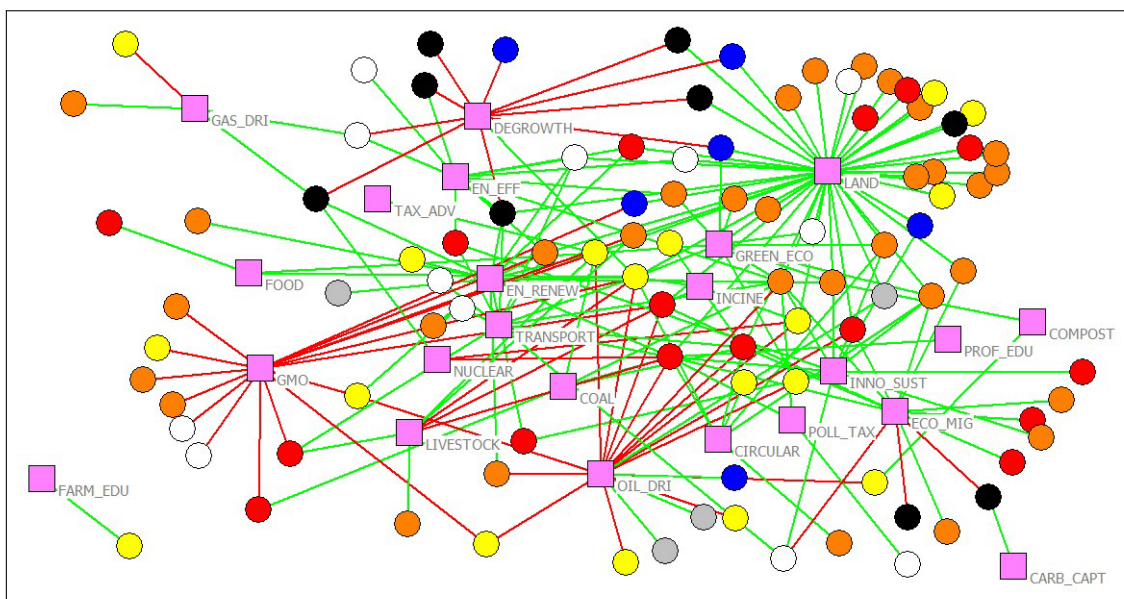 GAS_DRI
DEGROWTH
LAND
EN_EFF
TAX_ADV
GREEN_ECO
FOOD
EN_RENEW
INCINE
TRANSPORT
COMPOST
PROF_EDU
NUCLEAR
GMO
INNO_SUST
COAL
ECO_MIG
POLL_TAX
LIVESTOCK
CIRCULAR
OIL_DRI
FARM_EDU
CARB_CAPT